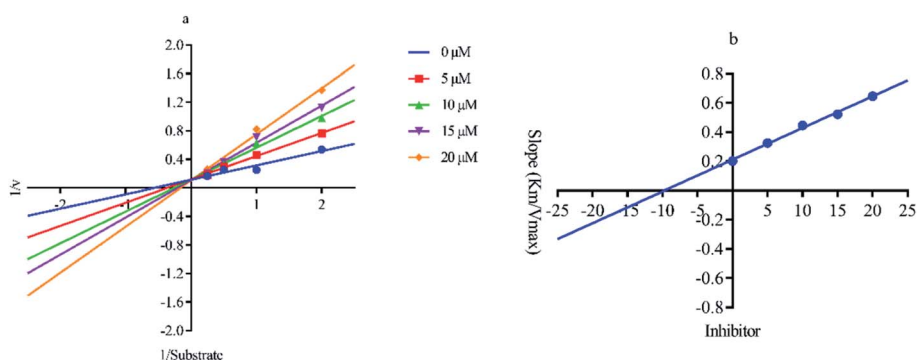 a
2.0
1.6
1.2
0.8
0.4
-2
-1
1
2
-0.4
-0.8
-1.2
-1.6
-2.0
1/v
1/Substrate
0 μM
5 μM
10 μM
15 μM
20 μM
b
0.8
0.6
0.4
0.2
-25 -20 -15 -10 -5
5 10 15 20 25
-0.2
-0.4
-0.6
-0.8
Slope (Km/Vmax)
Inhibitor